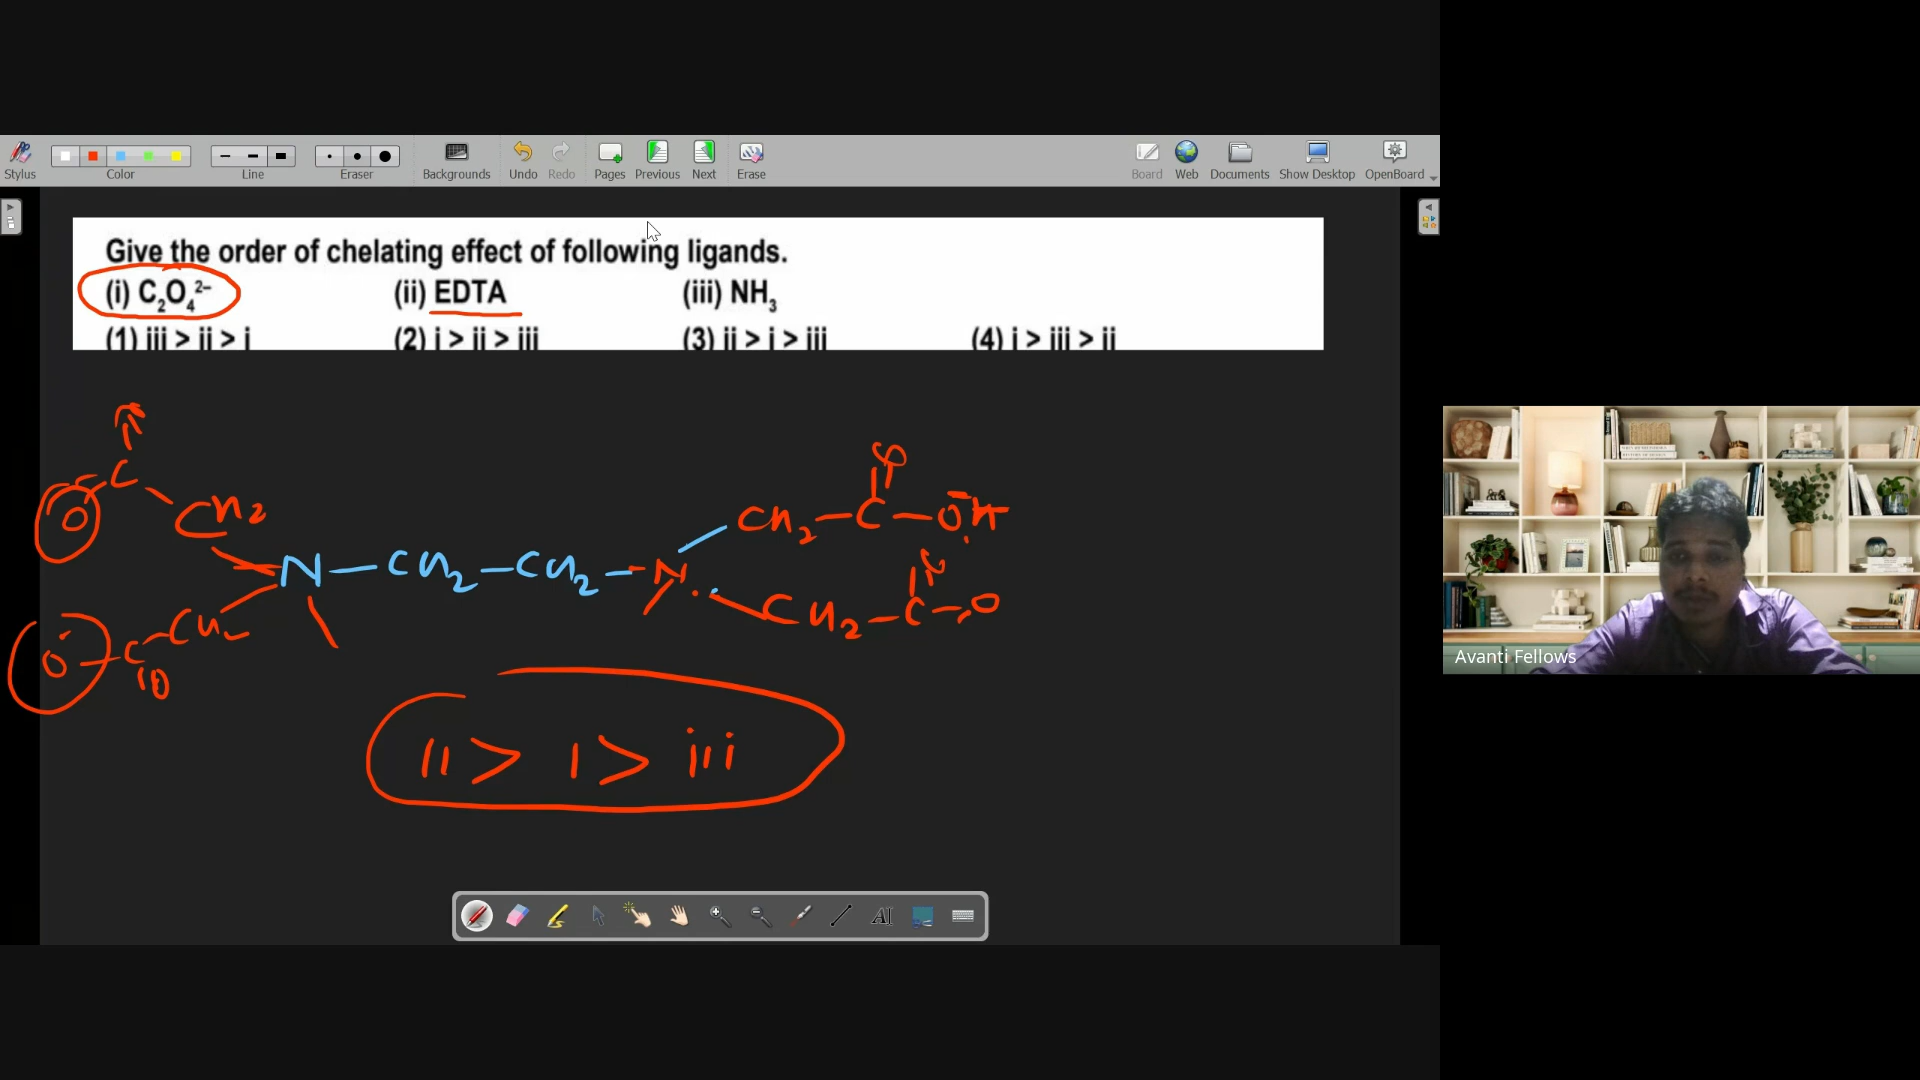 Stylus Color Line Eraser Backgrounds Undo Redo Pages Previous Next Erase Board Web Documents Show Desktop OpenBoard
Give the order of chelating effect of following ligands.
(i) C₂O₄²⁻ (ii) EDTA (iii) NH₃
(1) iii > ii > i (2) i > ii > iii (3) ii > i > iii (4) i > iii > ii
C
O CH2 CH2 – C – OH
N – CH2 – CH2 – N
O – C – CH2 CH2 – C – O
ii > i > iii
Avanti Fellows